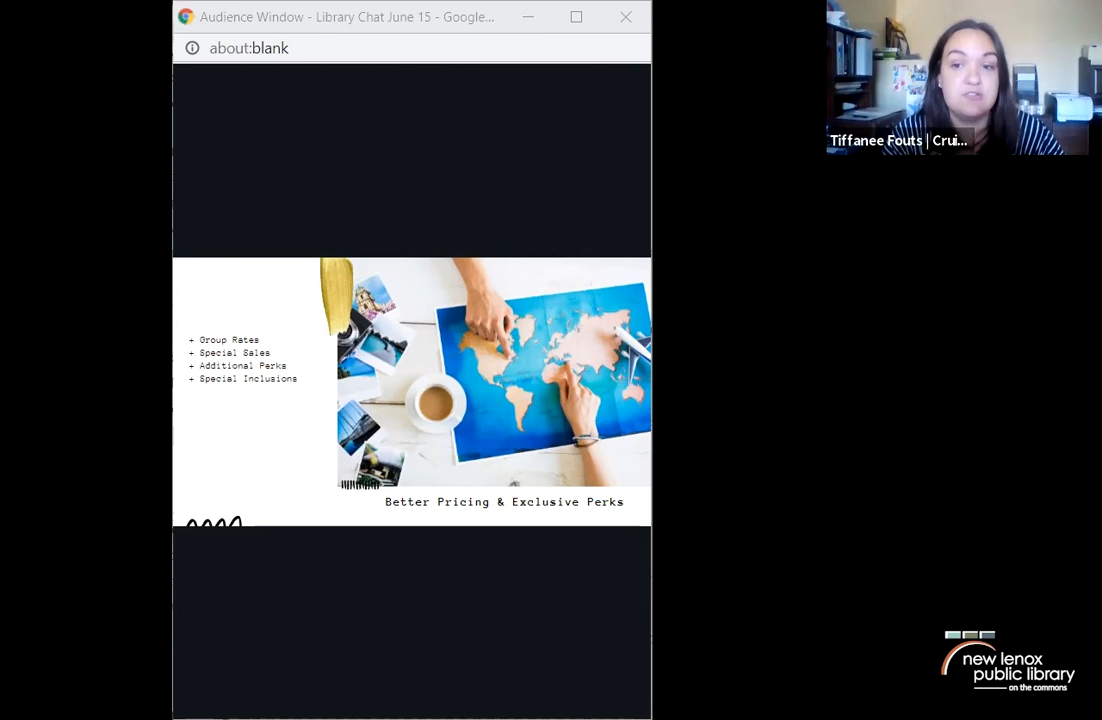 Audience Window - Library Chat June 15 - Google...
about:blank
Tiffanee Fouts | Crui...
+ Group Rates
+ Special Sales
+ Additional Perks
+ Special Inclusions
Better Pricing & Exclusive Perks
new lenox
public library
on the commons